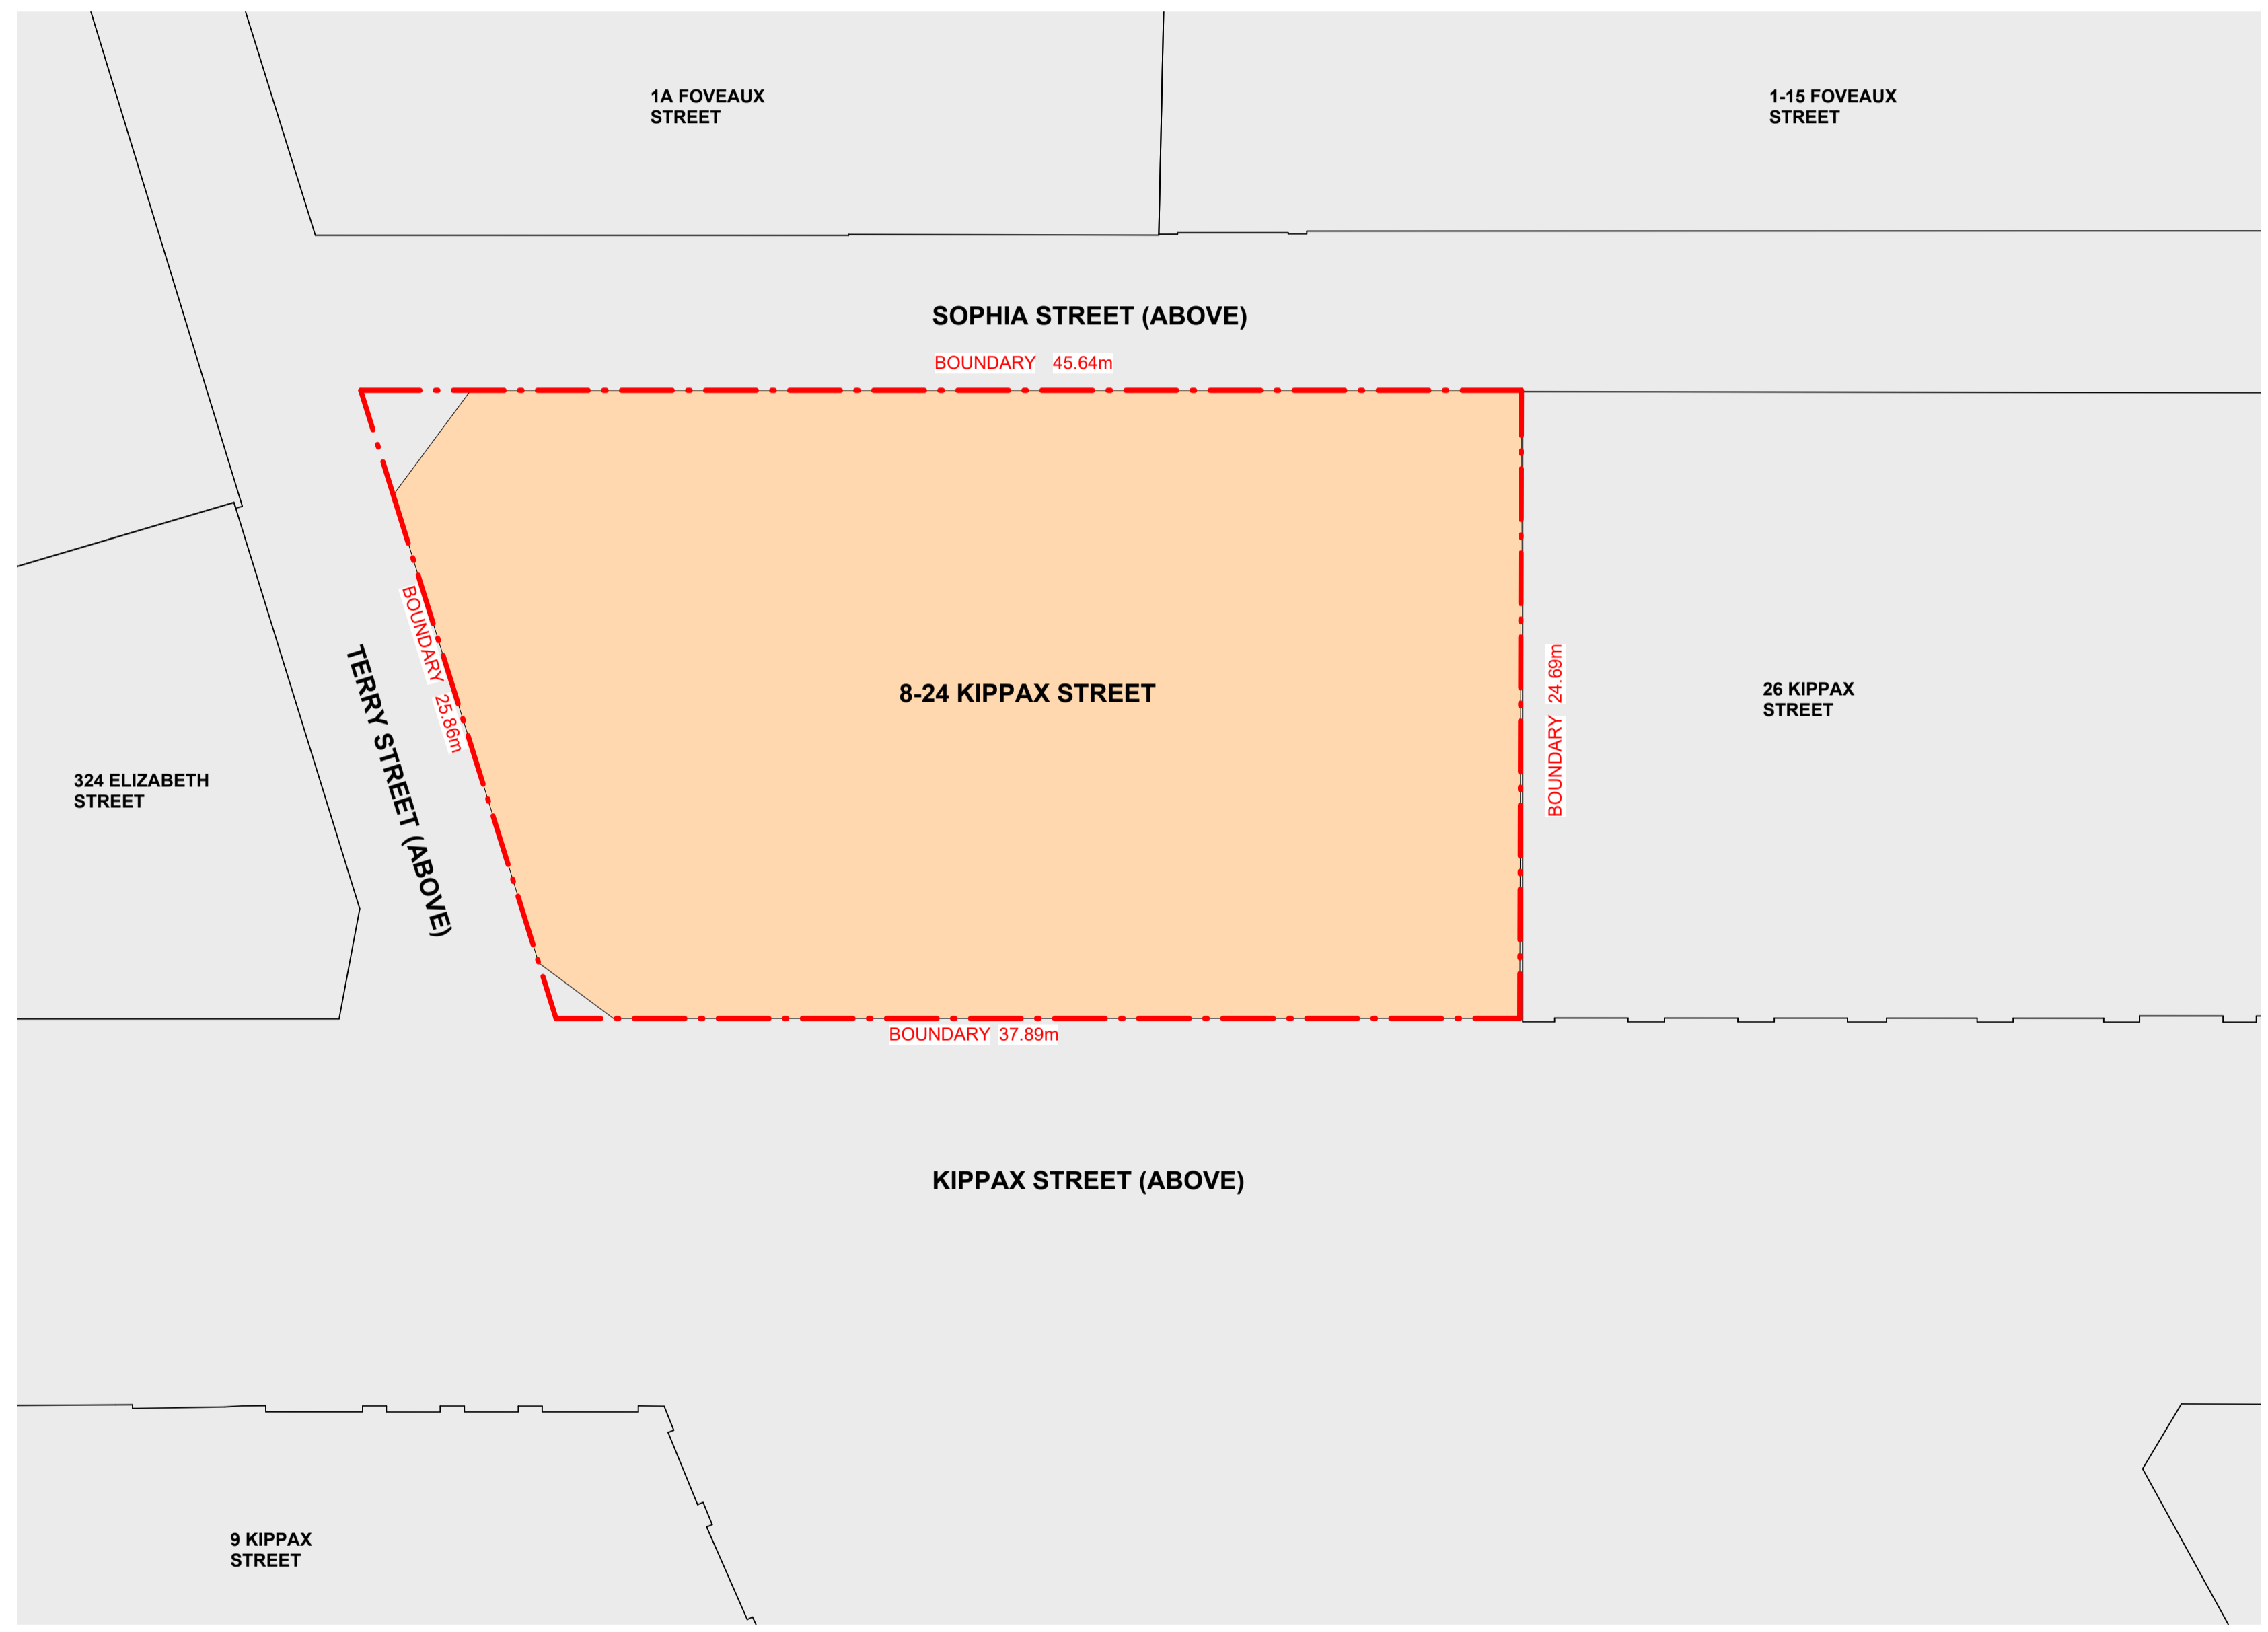 1A FOVEAUX
STREET
1-15 FOVEAUX
STREET
SOPHIA STREET (ABOVE)
BOUNDARY 45.64m
BOUNDARY 25.86m
TERRY STREET (ABOVE)
8-24 KIPPAX STREET
BOUNDARY 24.69m
26 KIPPAX
STREET
324 ELIZABETH
STREET
BOUNDARY 37.89m
KIPPAX STREET (ABOVE)
9 KIPPAX
STREET